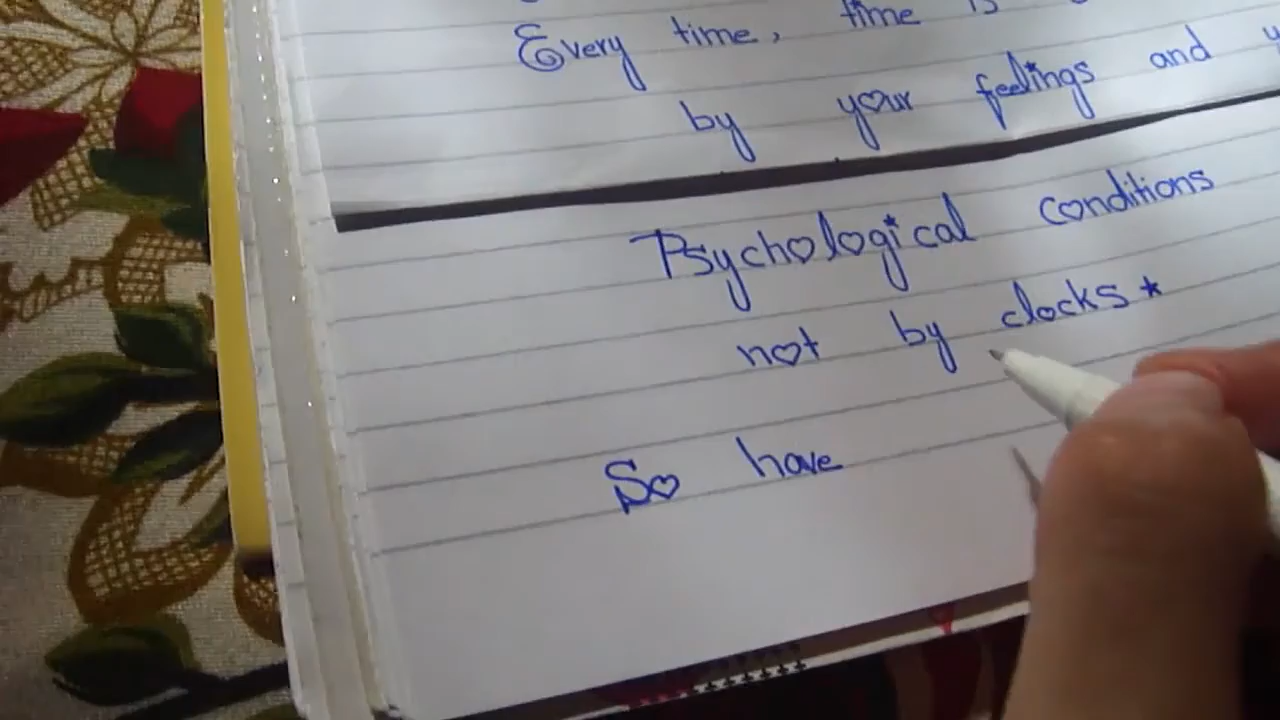 Every time, time is
by your feelings and
Psychological conditions
not by clocks*
So have